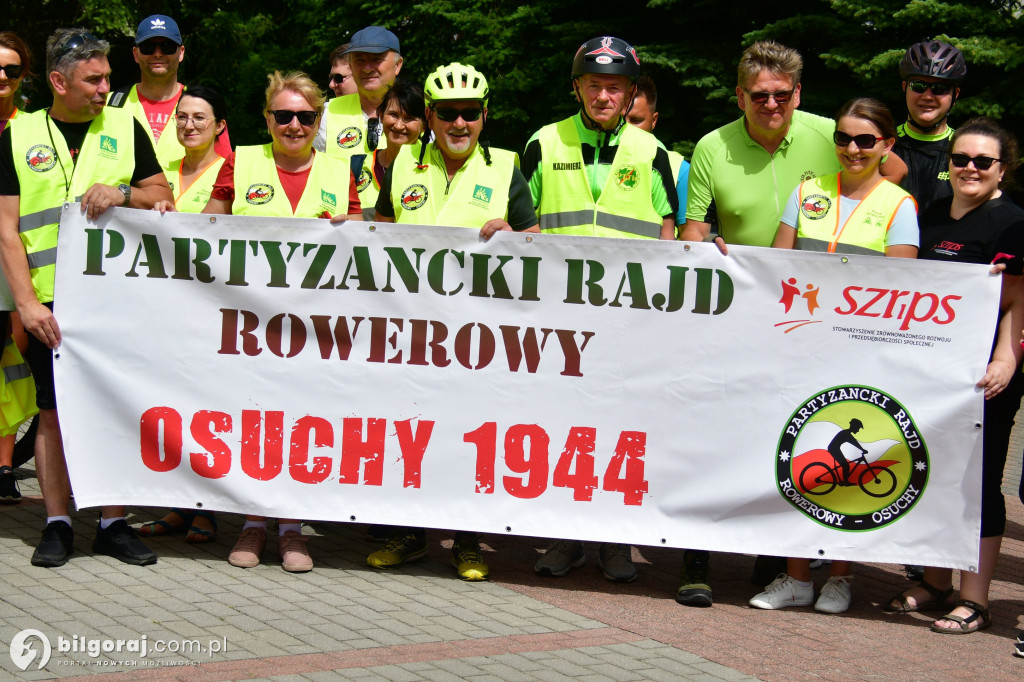 KAZIMIERZ
BELL
PARTYZANCKI RAJD
ROWEROWY
OSUCHY 1944
SZRiPS
STOWARZYSZENIE ZRÓWNOWAŻONEGO ROZWOJU
I PRZEDSIĘBIORCZOŚCI SPOŁECZNEJ
PARTYZANCKI RAJD
ROWEROWY - OSUCHY
bilgoraj.com.pl
PORTAL NOWYCH MOŻLIWOŚCI